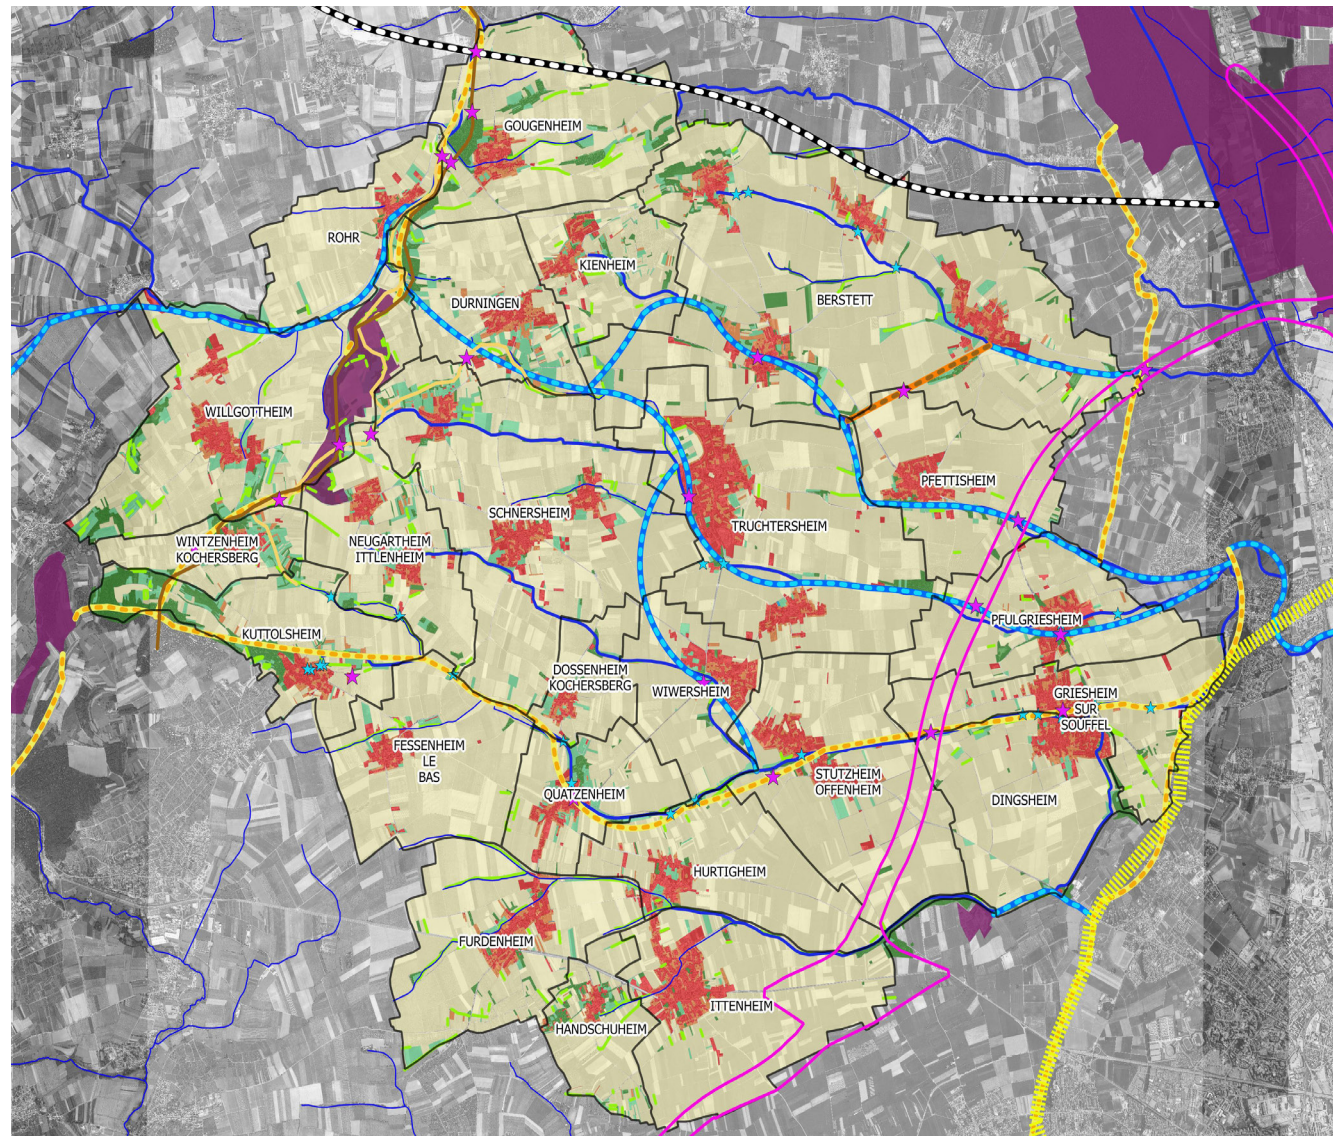 GOUGENHEIM
ROHR
KIENHEIM
DURNINGEN
BERSTETT
WILLGOTTHEIM
PFETTISHEIM
SCHNERSHEIM
TRUCHTERSHEIM
WINTZENHEIM
KOCHERSBERG
NEUGARTHEIM
ITTLENHEIM
PFULGRIESHEIM
KUTTOLSHEIM
DOSSENHEIM
KOCHERSBERG
WIWERSHEIM
GRIESHEIM
SUR
SOUFFEL
FESSENHEIM
LE
BAS
STUTZHEIM
OFFENHEIM
QUATZENHEIM
DINGSHEIM
HURTIGHEIM
FURDENHEIM
ITTENHEIM
HANDSCHUHEIM